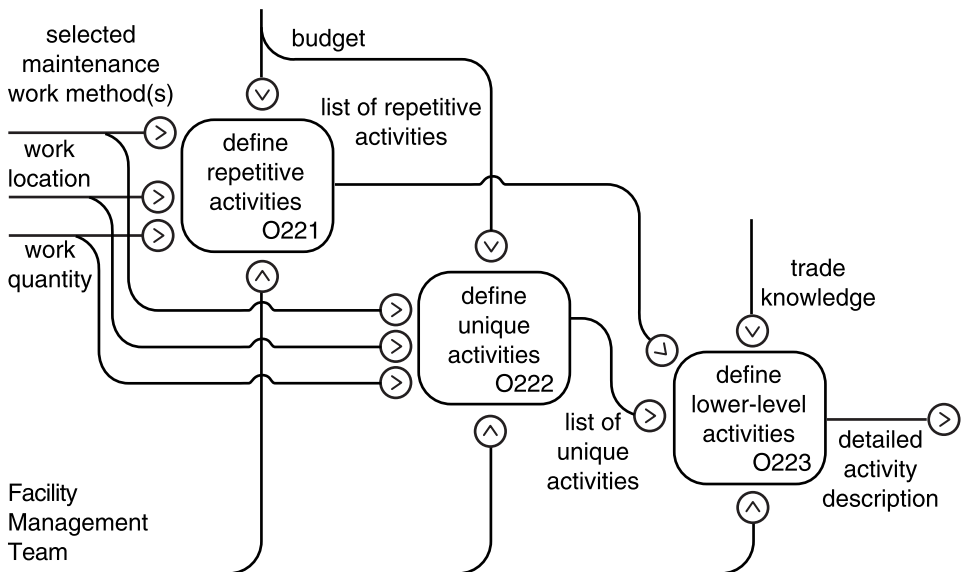 selected
maintenance
work method(s)
budget
list of repetitive
activities
define
repetitive
activities
O221
work
location
work
quantity
define
unique
activities
O222
trade
knowledge
define
lower-level
activities
O223
list of
unique
activities
detailed
activity
description
Facility
Management
Team